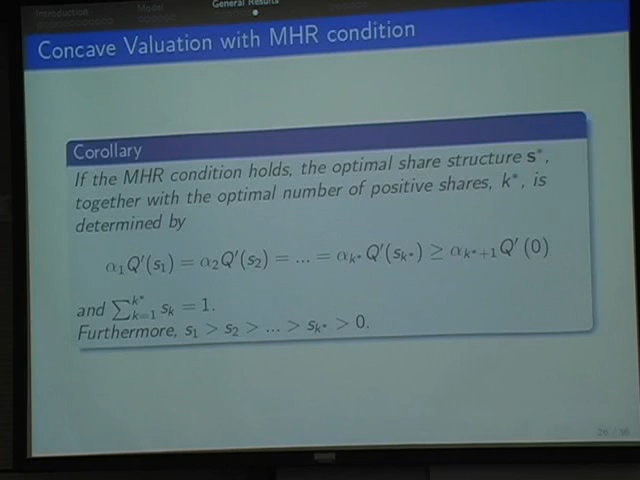 Introduction Model General Results
Concave Valuation with MHR condition
Corollary
If the MHR condition holds, the optimal share structure s*,
together with the optimal number of positive shares, k*, is
determined by
α₁Q′(s₁) = α₂Q′(s₂) = ... = αₖ*Q′(sₖ*) ≥ αₖ*₊₁Q′(0)
and ∑ₖ₌₁ᵏ* sₖ = 1.
Furthermore, s₁ > s₂ > ... > sₖ* > 0.